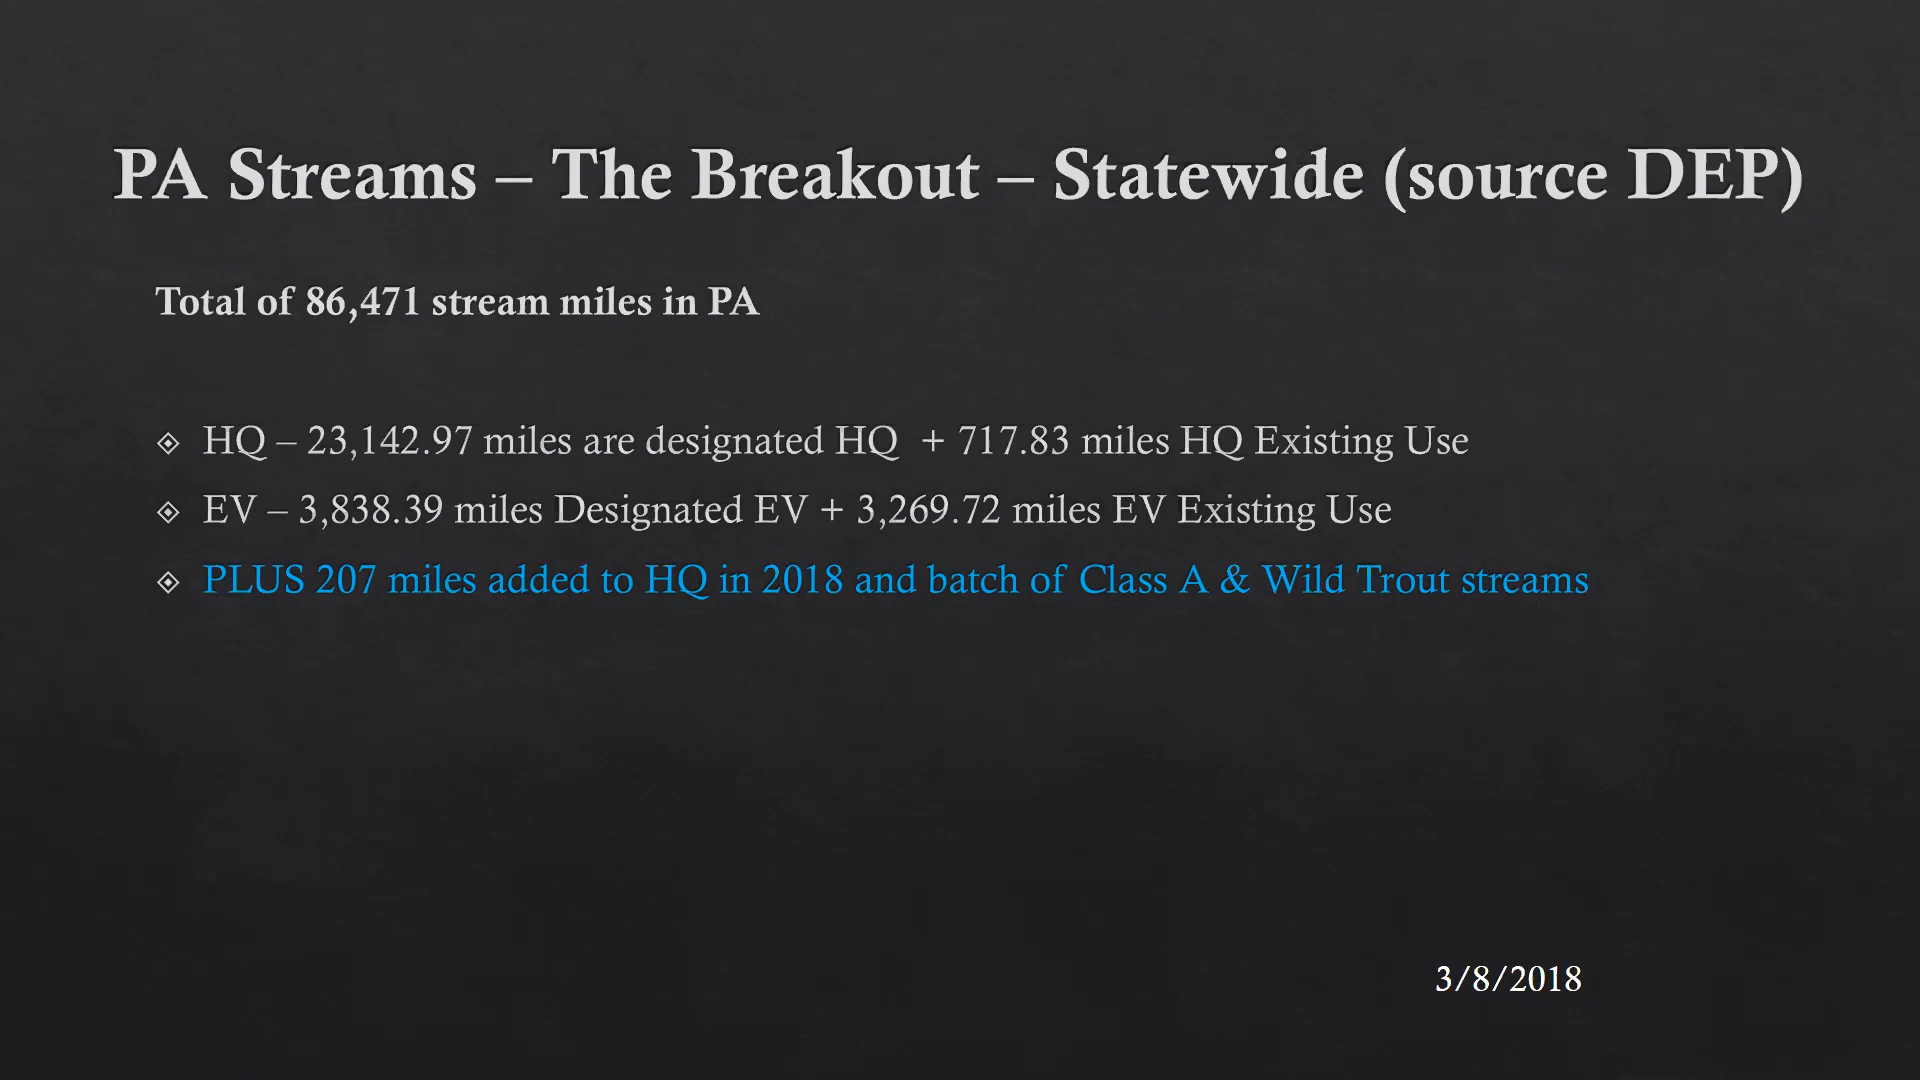 PA Streams – The Breakout – Statewide (source DEP)
Total of 86,471 stream miles in PA
HQ – 23,142.97 miles are designated HQ + 717.83 miles HQ Existing Use
EV – 3,838.39 miles Designated EV + 3,269.72 miles EV Existing Use
PLUS 207 miles added to HQ in 2018 and batch of Class A & Wild Trout streams
3/8/2018